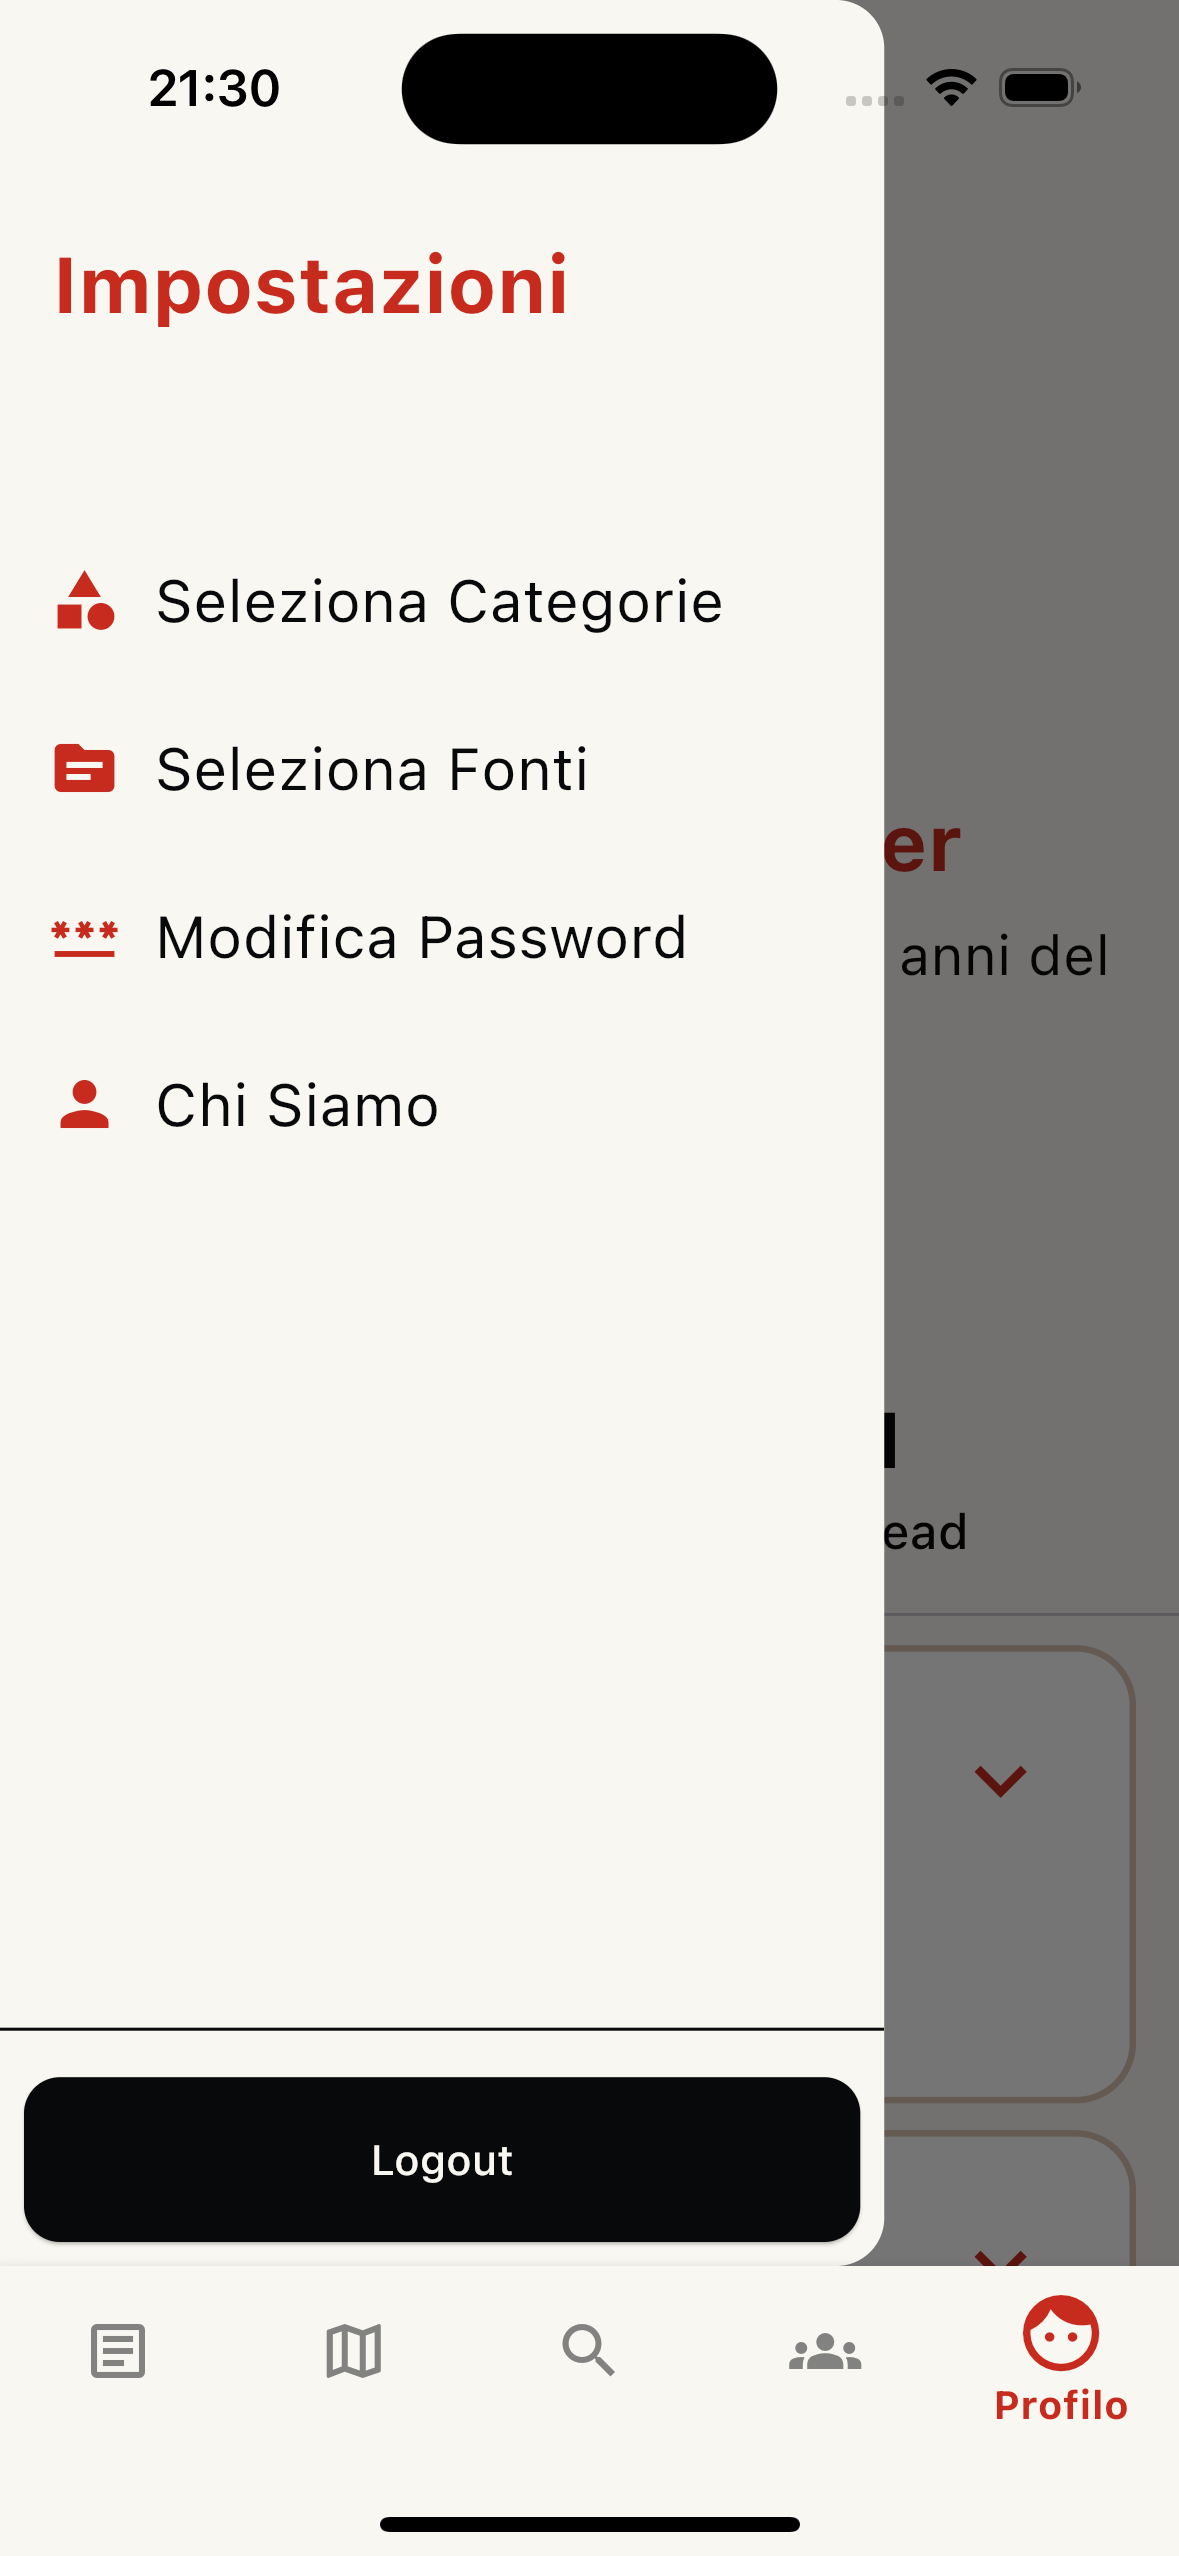 21:30
Impostazioni
Seleziona Categorie
Seleziona Fonti
er
Modifica Password
anni del
Chi Siamo
ead
Logout
Profilo